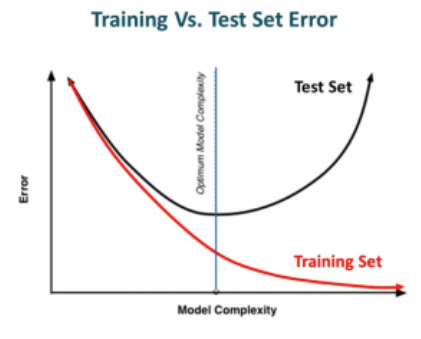 Training Vs. Test Set Error
Test Set
Optimum Model Complexity
Error
Training Set
Model Complexity